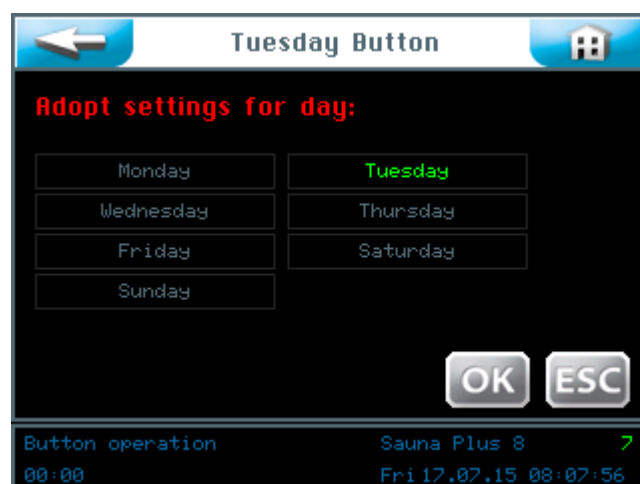 Tuesday Button
Adopt settings for day:
Monday Tuesday
Wednesday Thursday
Friday Saturday
Sunday
OK ESC
Button operation Sauna Plus 8 7
00:00 Fri 17.07.15 08:07:56